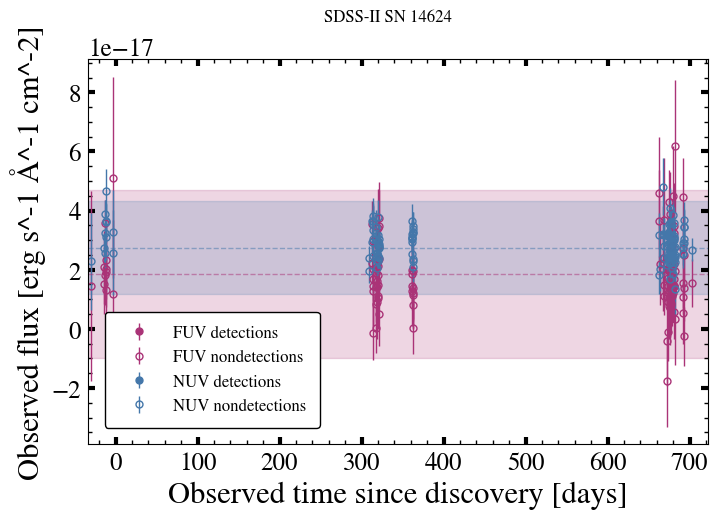 SDSS-II SN 14624
1e−17
Observed flux [erg s^-1 Å^-1 cm^-2]
8
6
4
2
0
−2
FUV detections
FUV nondetections
NUV detections
NUV nondetections
0
100
200
300
400
500
600
700
Observed time since discovery [days]